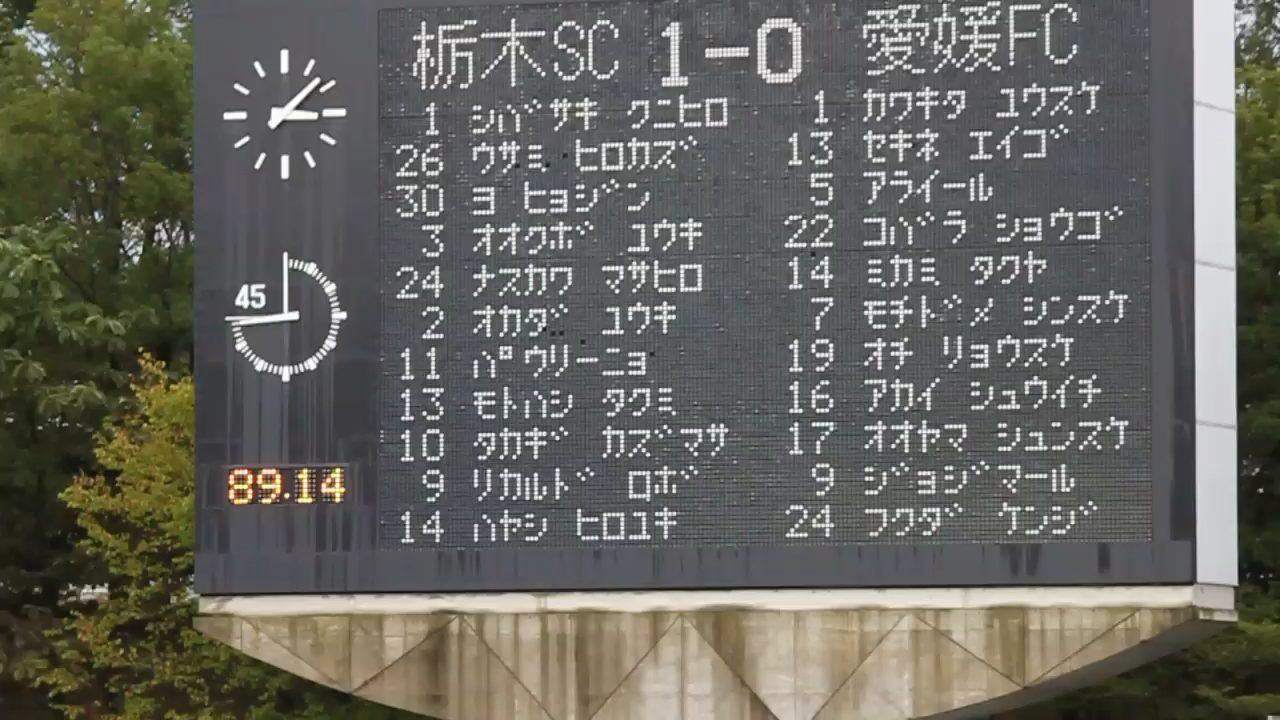 栃木SC 1-0 愛媛FC
1 シバサキ クニヒロ 1 カワキタ ユウスケ
26 ウサミ ヒロカズ 13 セキネ エイゴ
30 ヨ ヒョジン 5 アライール
3 オオクボ ユウキ 22 コバラ ショウゴ
24 ナスカワ マサヒロ 14 ミカミ タクヤ
2 オカダ ユウキ 7 モチドメ シンスケ
11 パウリーニョ 19 オチ リョウスケ
13 モトハシ タクミ 16 アカイ シュウイチ
10 タカギ カズマサ 17 オオヤマ シュンスケ
9 リカルド ロボ 9 ジョジマール
14 ハヤシ ヒロユキ 24 フクダ ケンジ
45
89.14